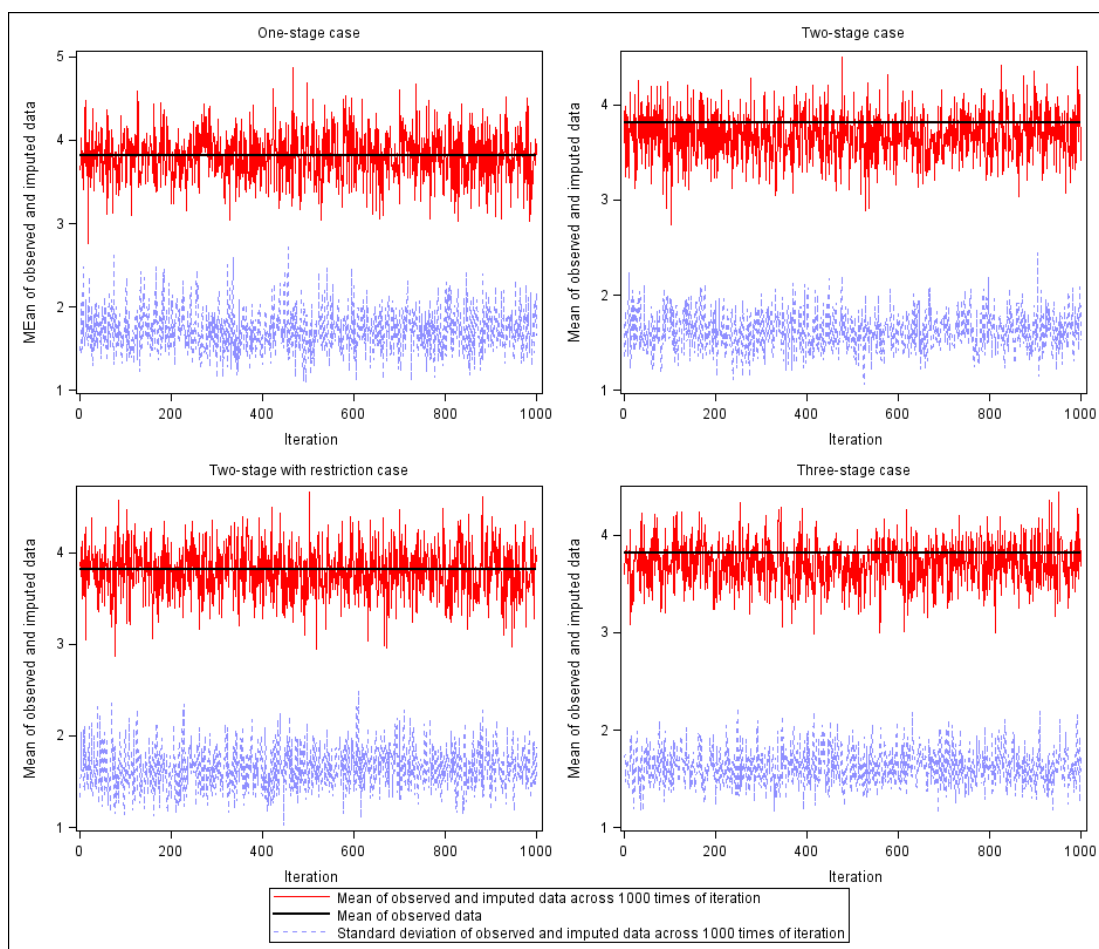 One-stage case
MEan of observed and imputed data
5
4
3
2
1
0 200 400 600 800 1000
Iteration
Two-stage case
Mean of observed and imputed data
4
3
2
1
0 200 400 600 800 1000
Iteration
Two-stage with restriction case
Mean of observed and imputed data
4
3
2
1
0 200 400 600 800 1000
Iteration
Three-stage case
Mean of observed and imputed data
4
3
2
1
0 200 400 600 800 1000
Iteration
Mean of observed and imputed data across 1000 times of iteration
Mean of observed data
Standard deviation of observed and imputed data across 1000 times of iteration